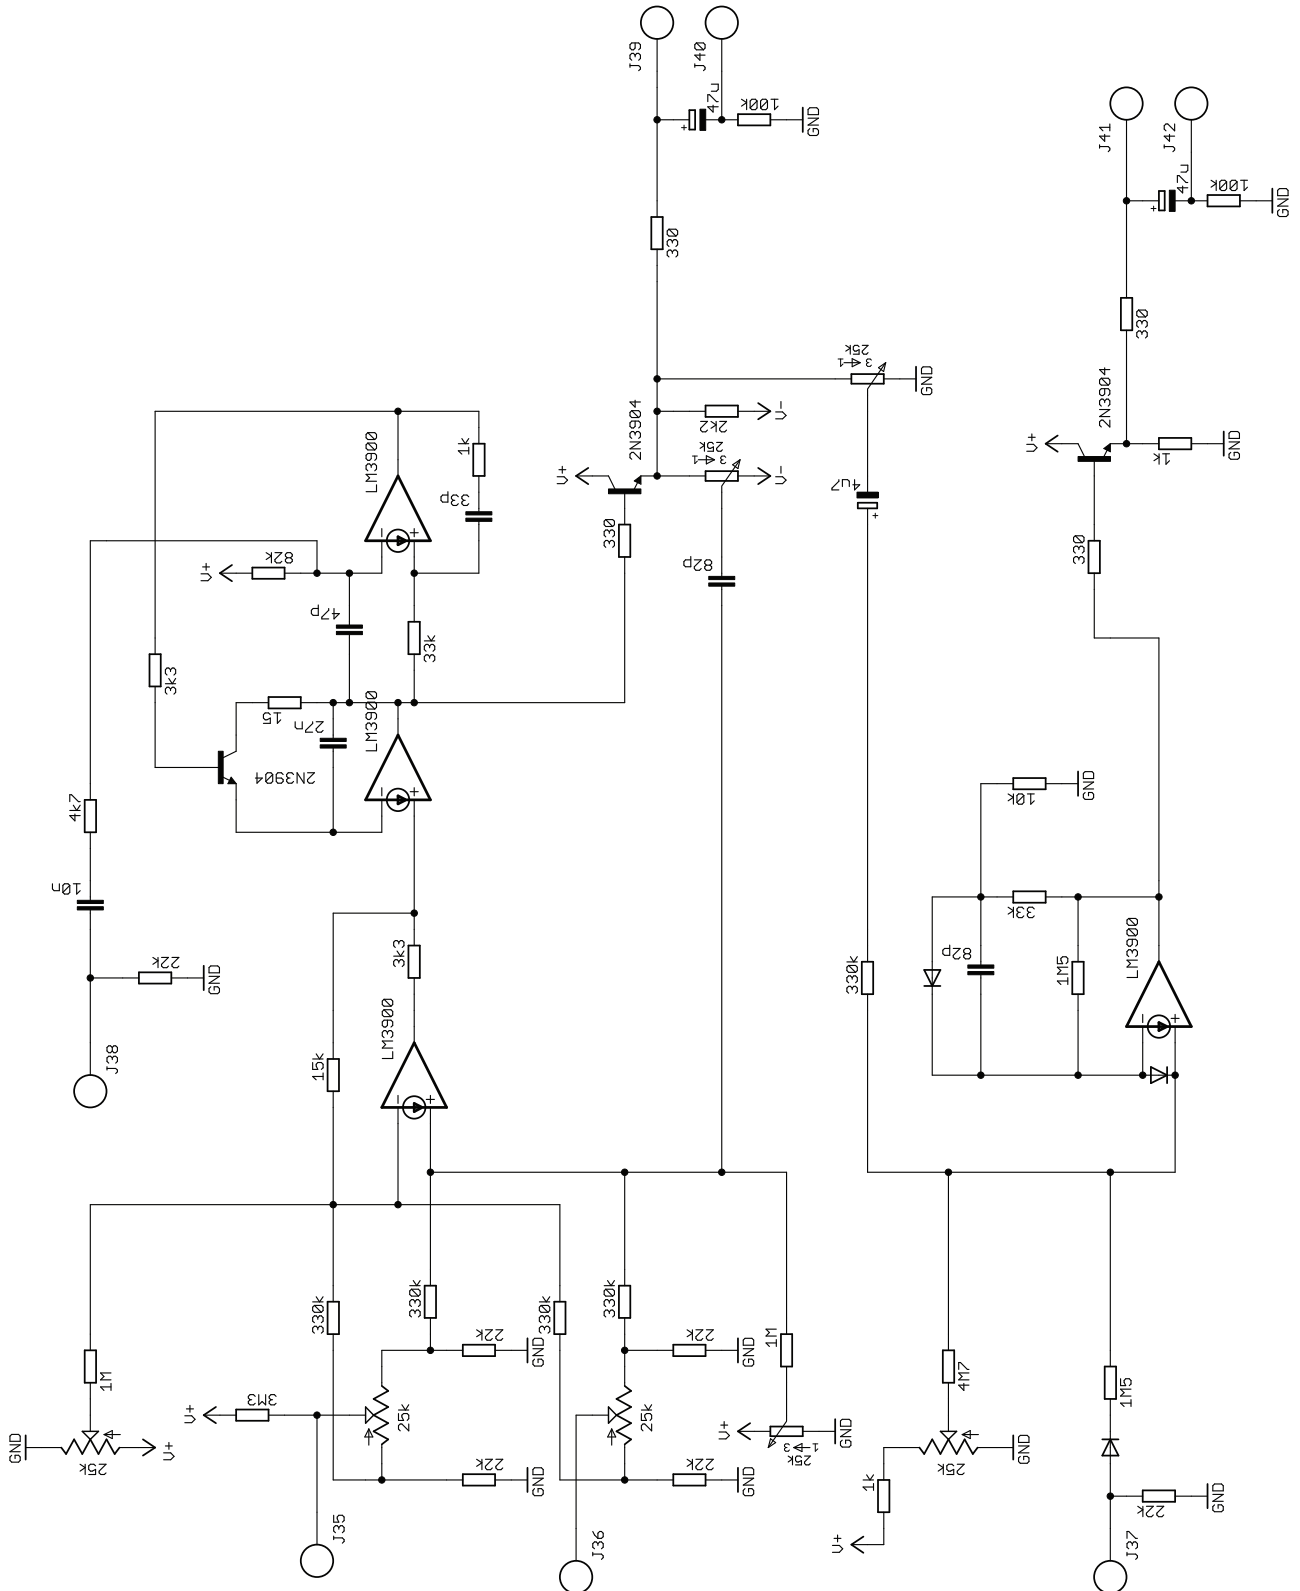 J39
J40
47u
+
100k
GND
J41
J42
47u
+
100k
GND
330
330
3 1
25k
GND
2N3904
V+
1k
GND
2N3904
V+
2k2
V-
25k
3 1
V-
330
LM3900
1k
33p
- +
82k
V+
47p
33k
3k3
15
27n
LM3900
2N3904
- +
82p
4u7
+
330
4k7
10n
22k
GND
J38
3k3
LM3900
- +
15k
10k
GND
33k
82p
1M5
LM3900
- +
330k
330k
330k
330k
330k
22k
GND
22k
GND
1M
3M3
V+
25k
25k
GND
25k
V+
22k
GND
22k
GND
1M
V+
1 3
25k
GND
4M7
25k
GND
1k
V+
1M5
22k
GND
J35
J36
J37